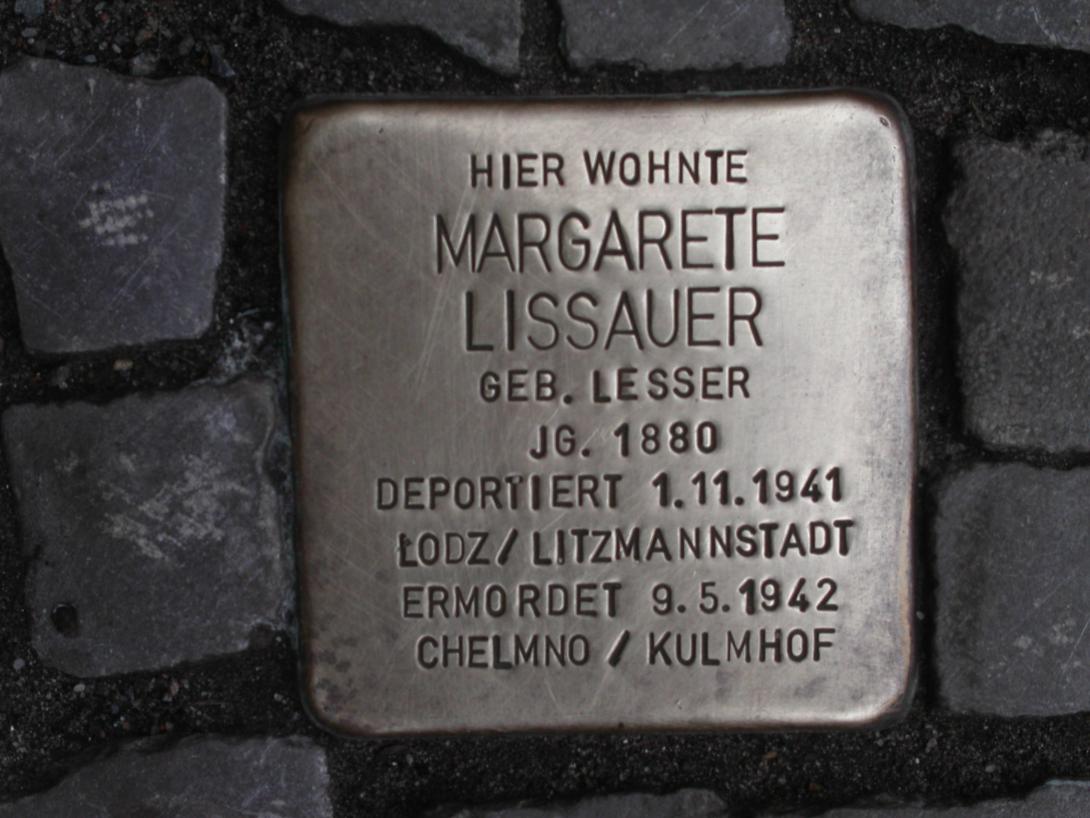 HIER WOHNTE
MARGARETE
LISSAUER
GEB. LESSER
JG. 1880
DEPORTIERT 1.11.1941
ŁODZ / LITZMANNSTADT
ERMORDET 9.5.1942
CHELMNO / KULMHOF